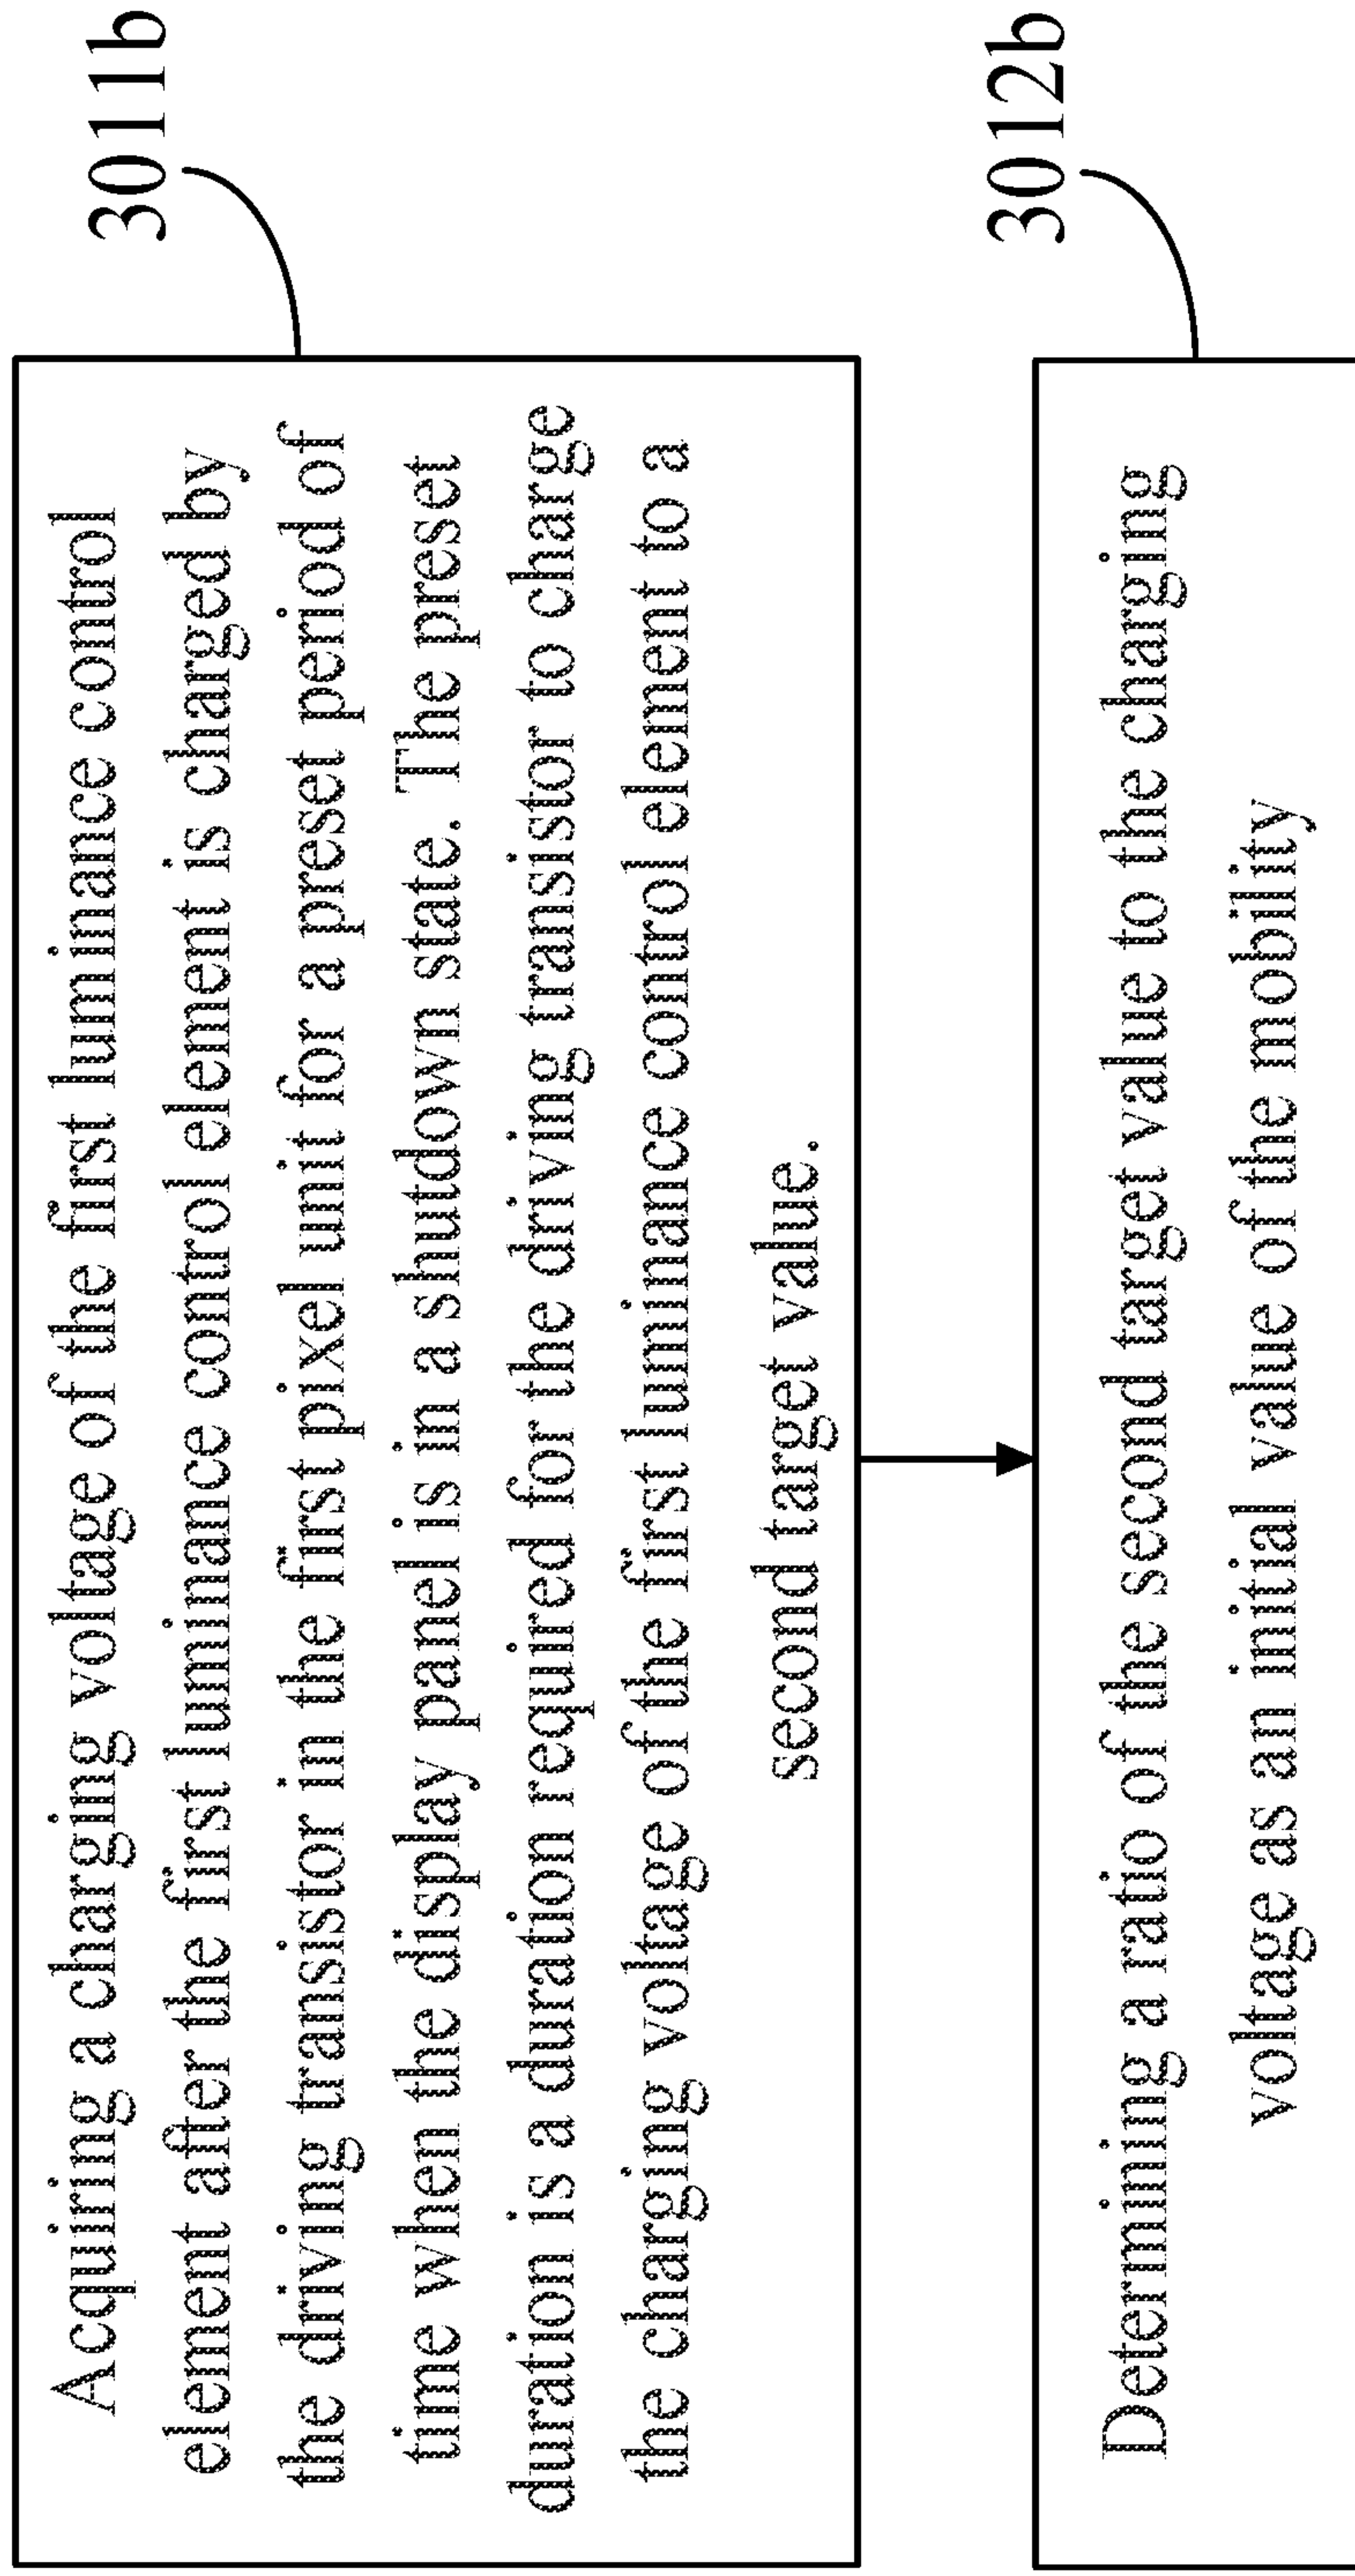 3011b
Acquiring a charging voltage of the first luminance control
element after the first luminance control element is charged by
the driving transistor in the first pixel unit for a preset period of
time when the display panel is in a shutdown state. The preset
duration is a duration required for the driving transistor to charge
the charging voltage of the first luminance control element to a
second target value.
3012b
Determining a ratio of the second target value to the charging
voltage as an initial value of the mobility